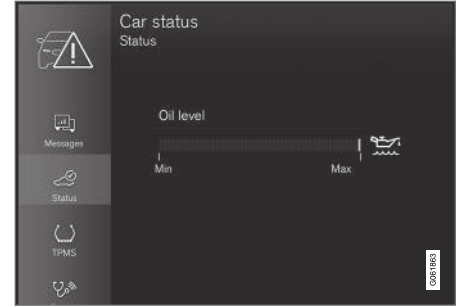 Car status
Status
Messages
Status
TPMS
Oil level
Min
Max
G061863